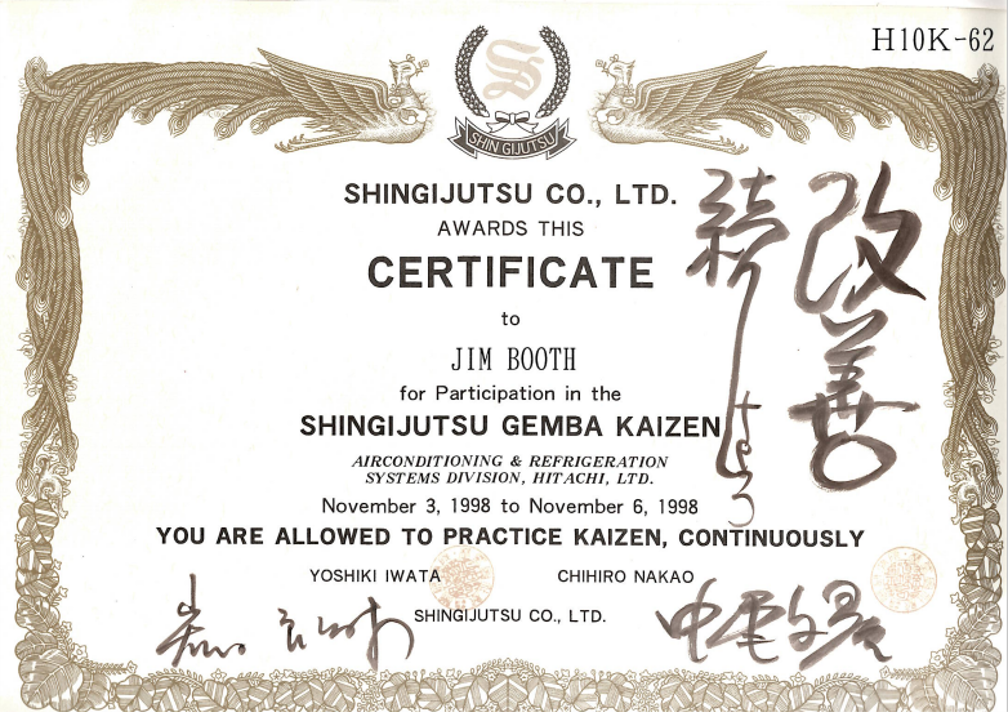 H10K-62
S
SHIN GIJUTSU
SHINGIJUTSU CO., LTD.
AWARDS THIS
CERTIFICATE
to
JIM BOOTH
for Participation in the
SHINGIJUTSU GEMBA KAIZEN
AIRCONDITIONING & REFRIGERATION
SYSTEMS DIVISION, HITACHI, LTD.
November 3, 1998 to November 6, 1998
YOU ARE ALLOWED TO PRACTICE KAIZEN, CONTINUOUSLY
YOSHIKI IWATA CHIHIRO NAKAO
SHINGIJUTSU CO., LTD.
改善